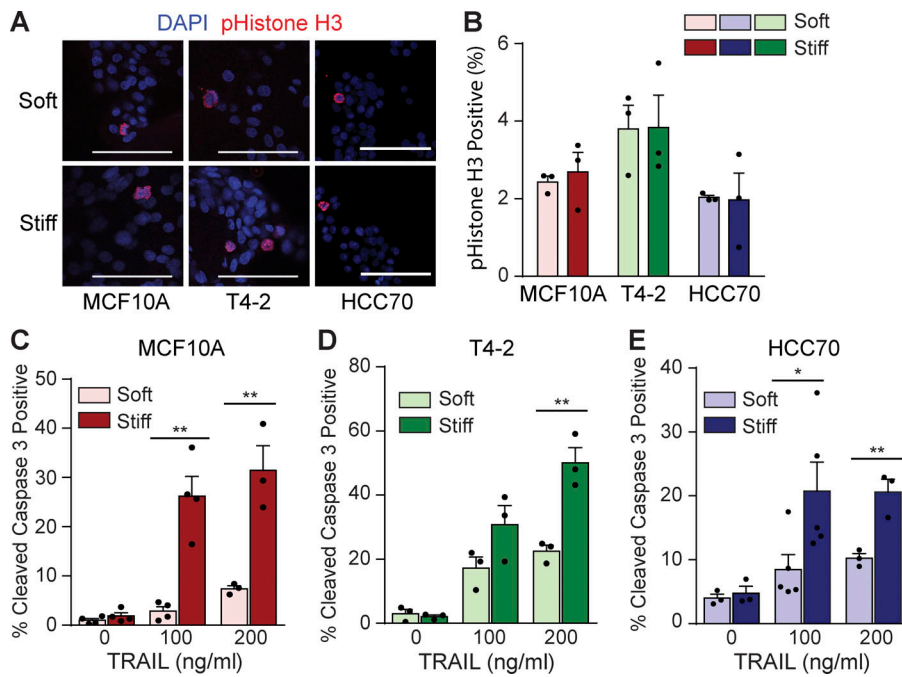 A
DAPI pHistone H3
Soft
Stiff
MCF10A T4-2 HCC70
B
Soft
Stiff
pHistone H3 Positive (%)
6
4
2
0
MCF10A T4-2 HCC70
C
MCF10A
% Cleaved Caspase 3 Positive
50
40
30
20
10
0
Soft
Stiff
**
**
0 100 200
TRAIL (ng/ml)
D
T4-2
% Cleaved Caspase 3 Positive
80
60
40
20
0
Soft
Stiff
**
0 100 200
TRAIL (ng/ml)
E
HCC70
% Cleaved Caspase 3 Positive
40
30
20
10
0
Soft
Stiff
*
**
0 100 200
TRAIL (ng/ml)